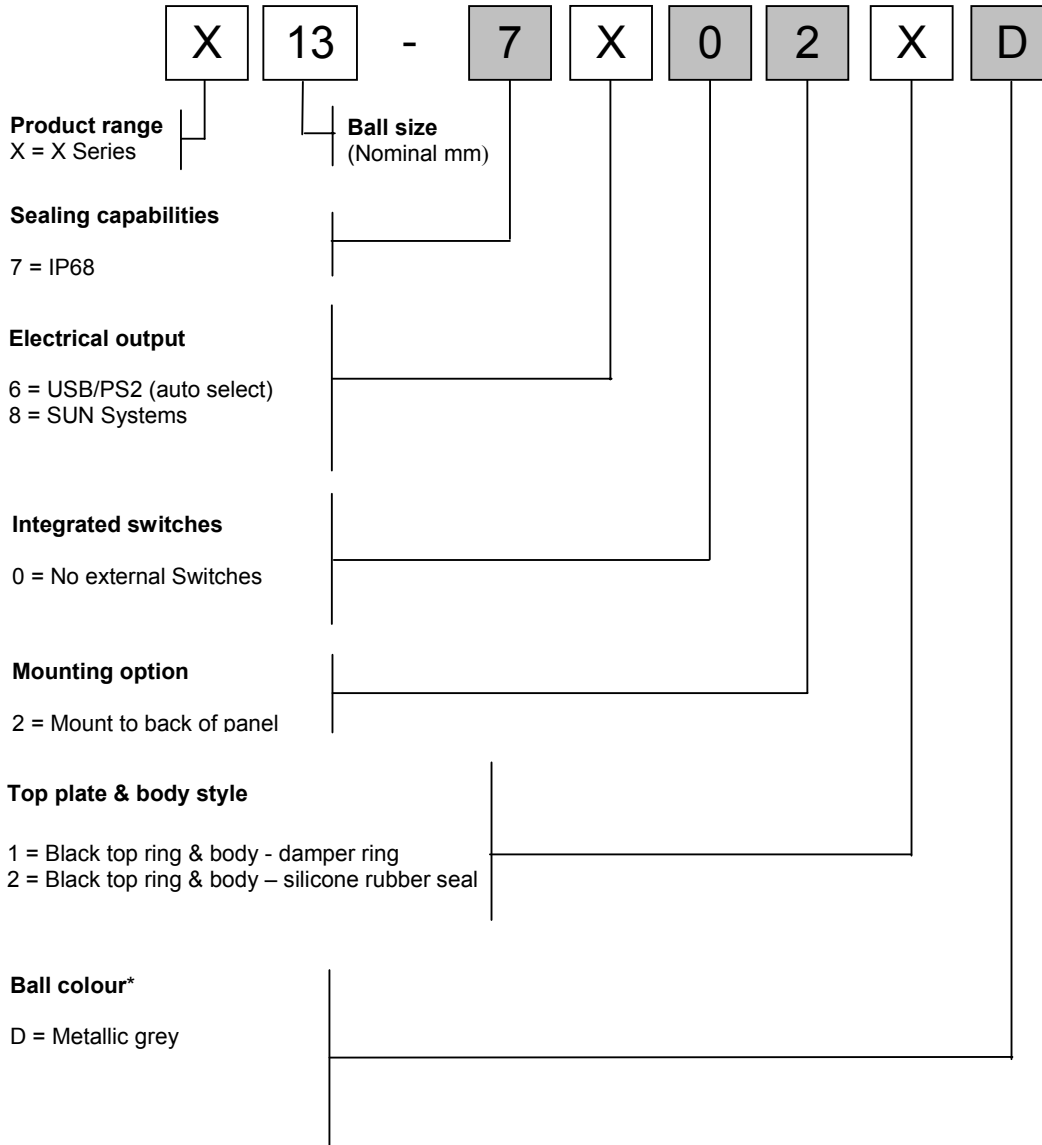 X 13 - 7 X 0 2 X D
Product range
X = X Series
Ball size
(Nominal mm)
Sealing capabilities
7 = IP68
Electrical output
6 = USB/PS2 (auto select)
8 = SUN Systems
Integrated switches
0 = No external Switches
Mounting option
2 = Mount to back of panel
Top plate & body style
1 = Black top ring & body - damper ring
2 = Black top ring & body – silicone rubber seal
Ball colour*
D = Metallic grey